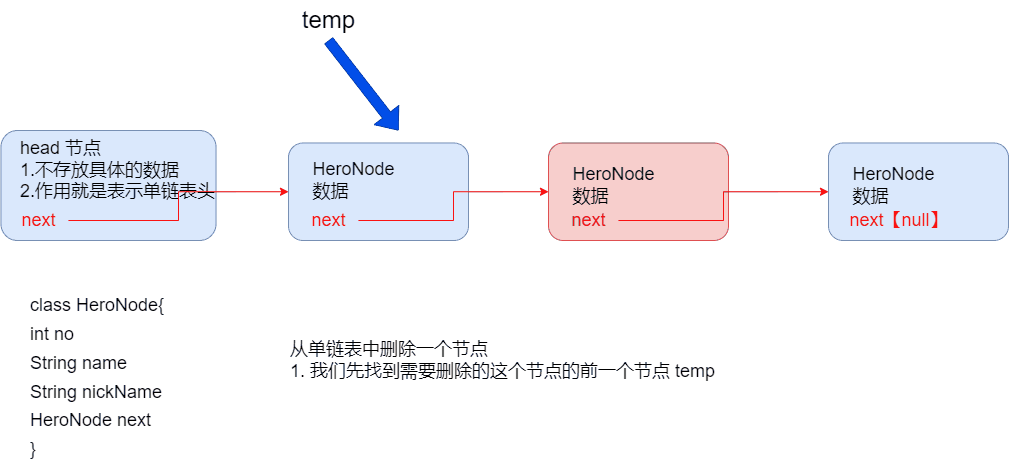 temp
head 节点
1.不存放具体的数据
2.作用就是表示单链表头
next
HeroNode
数据
next
HeroNode
数据
next
HeroNode
数据
next【null】
class HeroNode{
int no
String name
String nickName
HeroNode next
}
从单链表中删除一个节点
1. 我们先找到需要删除的这个节点的前一个节点 temp